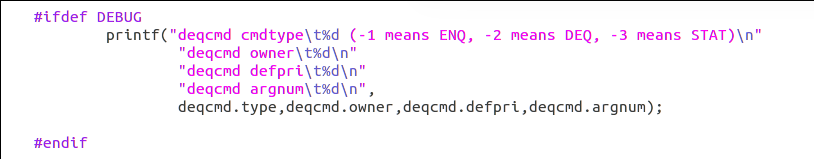 #ifdef DEBUG
printf("deqcmd cmdtype\t%d (-1 means ENQ, -2 means DEQ, -3 means STAT)\n"
"deqcmd owner\t%d\n"
"deqcmd defpri\t%d\n"
"deqcmd argnum\t%d\n",
deqcmd.type,deqcmd.owner,deqcmd.defpri,deqcmd.argnum);
#endif